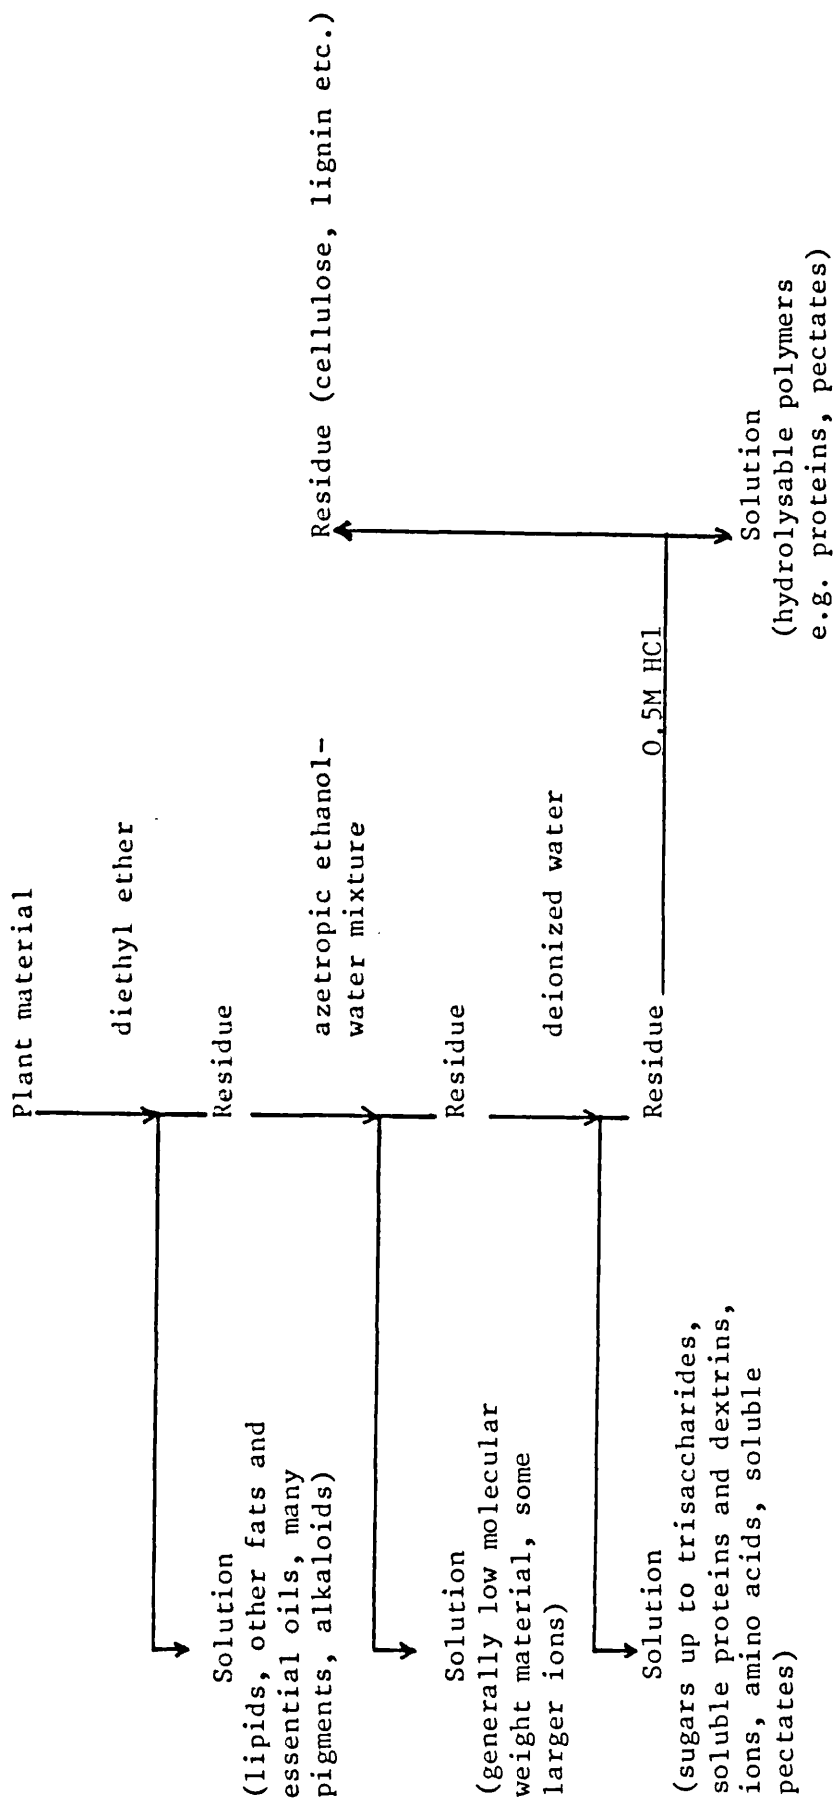 Plant material
diethyl ether
Residue
Solution
(lipids, other fats and
essential oils, many
pigments, alkaloids)
azetropic ethanol-
water mixture
Residue
Solution
(generally low molecular
weight material, some
larger ions)
deionized water
Residue
Solution
(sugars up to trisaccharides,
soluble proteins and dextrins,
ions, amino acids, soluble
pectates)
0.5M HCl
Residue (cellulose, lignin etc.)
Solution
(hydrolysable polymers
e.g. proteins, pectates)